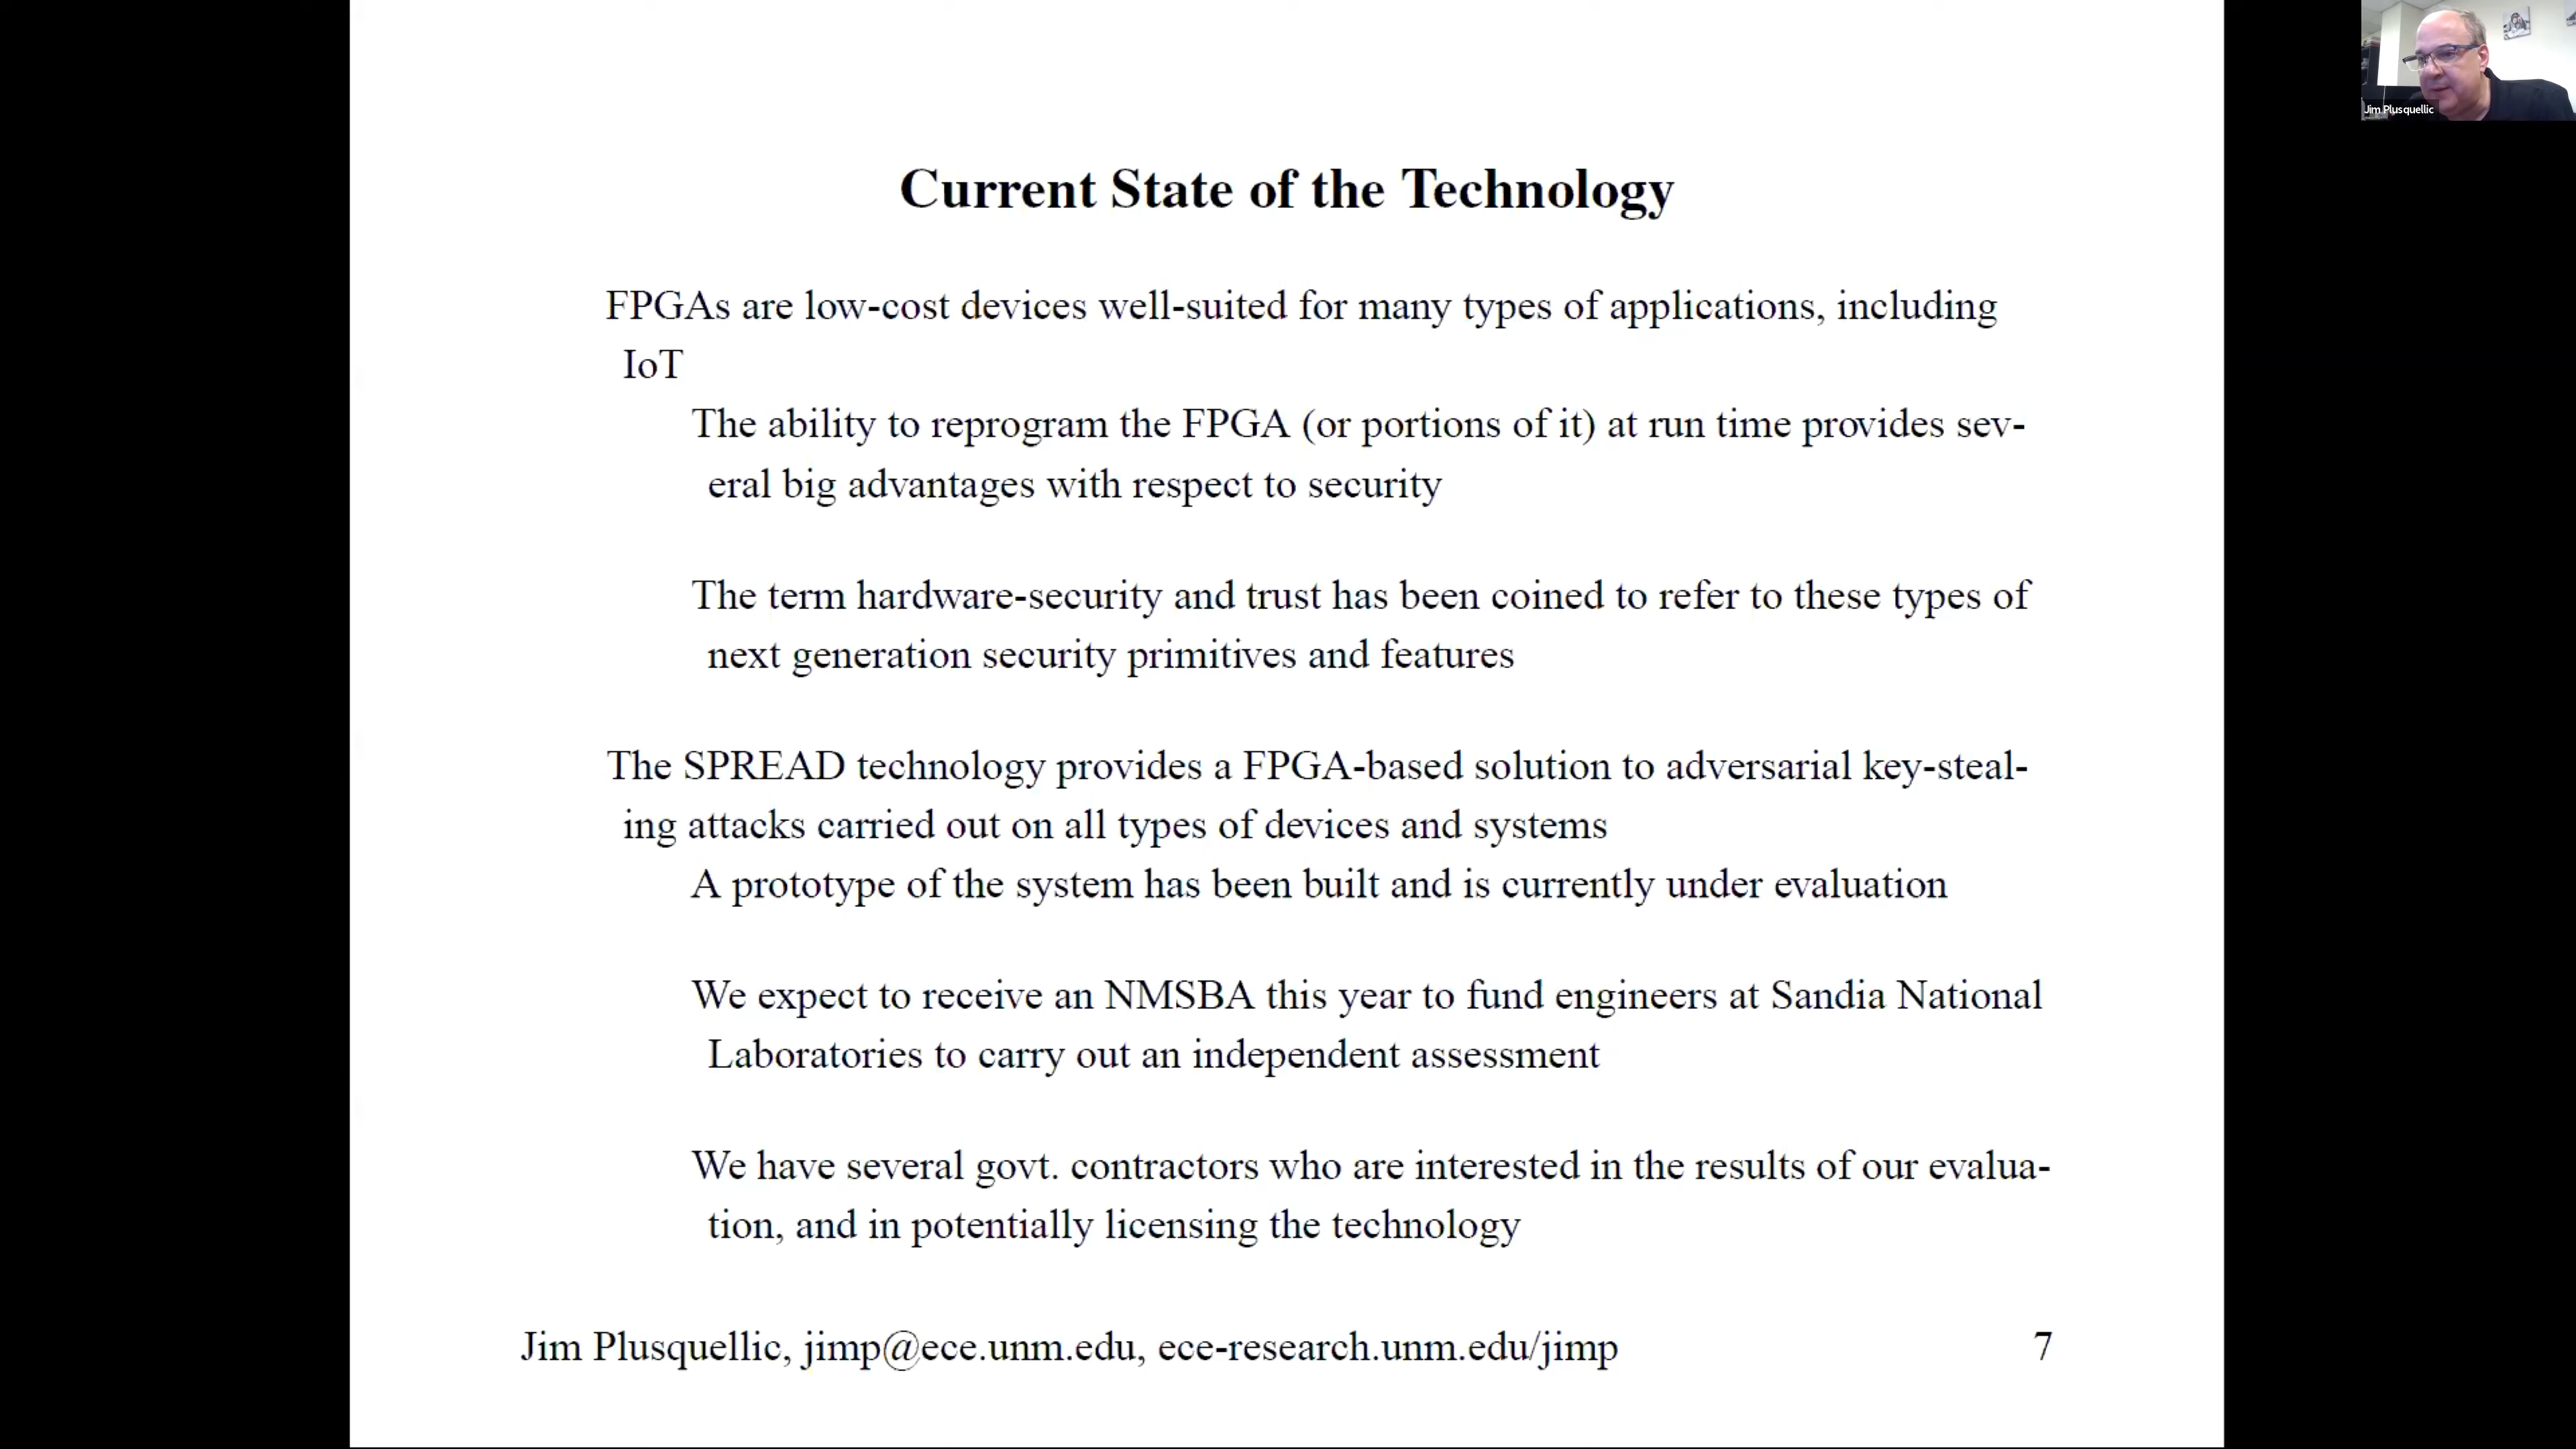 Current State of the Technology
FPGAs are low-cost devices well-suited for many types of applications, including
IoT
The ability to reprogram the FPGA (or portions of it) at run time provides sev-
eral big advantages with respect to security
The term hardware-security and trust has been coined to refer to these types of
next generation security primitives and features
The SPREAD technology provides a FPGA-based solution to adversarial key-steal-
ing attacks carried out on all types of devices and systems
A prototype of the system has been built and is currently under evaluation
We expect to receive an NMSBA this year to fund engineers at Sandia National
Laboratories to carry out an independent assessment
We have several govt. contractors who are interested in the results of our evalua-
tion, and in potentially licensing the technology
Jim Plusquellic, jimp@ece.unm.edu, ece-research.unm.edu/jimp 7
Jim Plusquellic